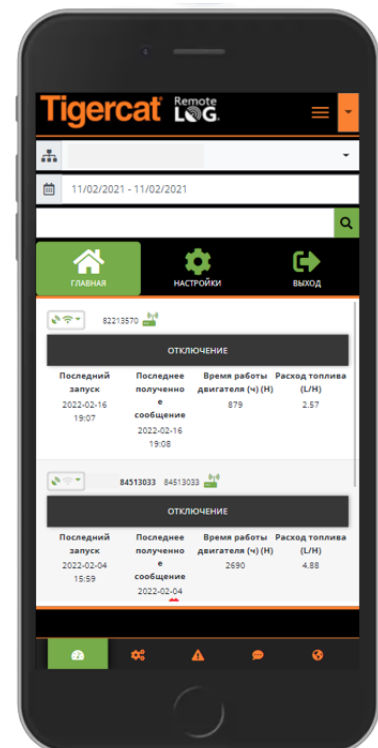 Tigercat Remote LOG
11/02/2021 - 11/02/2021
ГЛАВНАЯ НАСТРОЙКИ ВЫХОД
82213570
ОТКЛЮЧЕНИЕ
Последний Последнее Время работы Расход топлива
запуск полученно двигателя (ч) (H) (L/H)
2022-02-16 е 879 2.57
19:07 сообщение
2022-02-16
19:08
84513033 84513033
ОТКЛЮЧЕНИЕ
Последний Последнее Время работы Расход топлива
запуск полученно двигателя (ч) (H) (L/H)
2022-02-04 е 2690 4.88
15:59 сообщение
2022-02-04